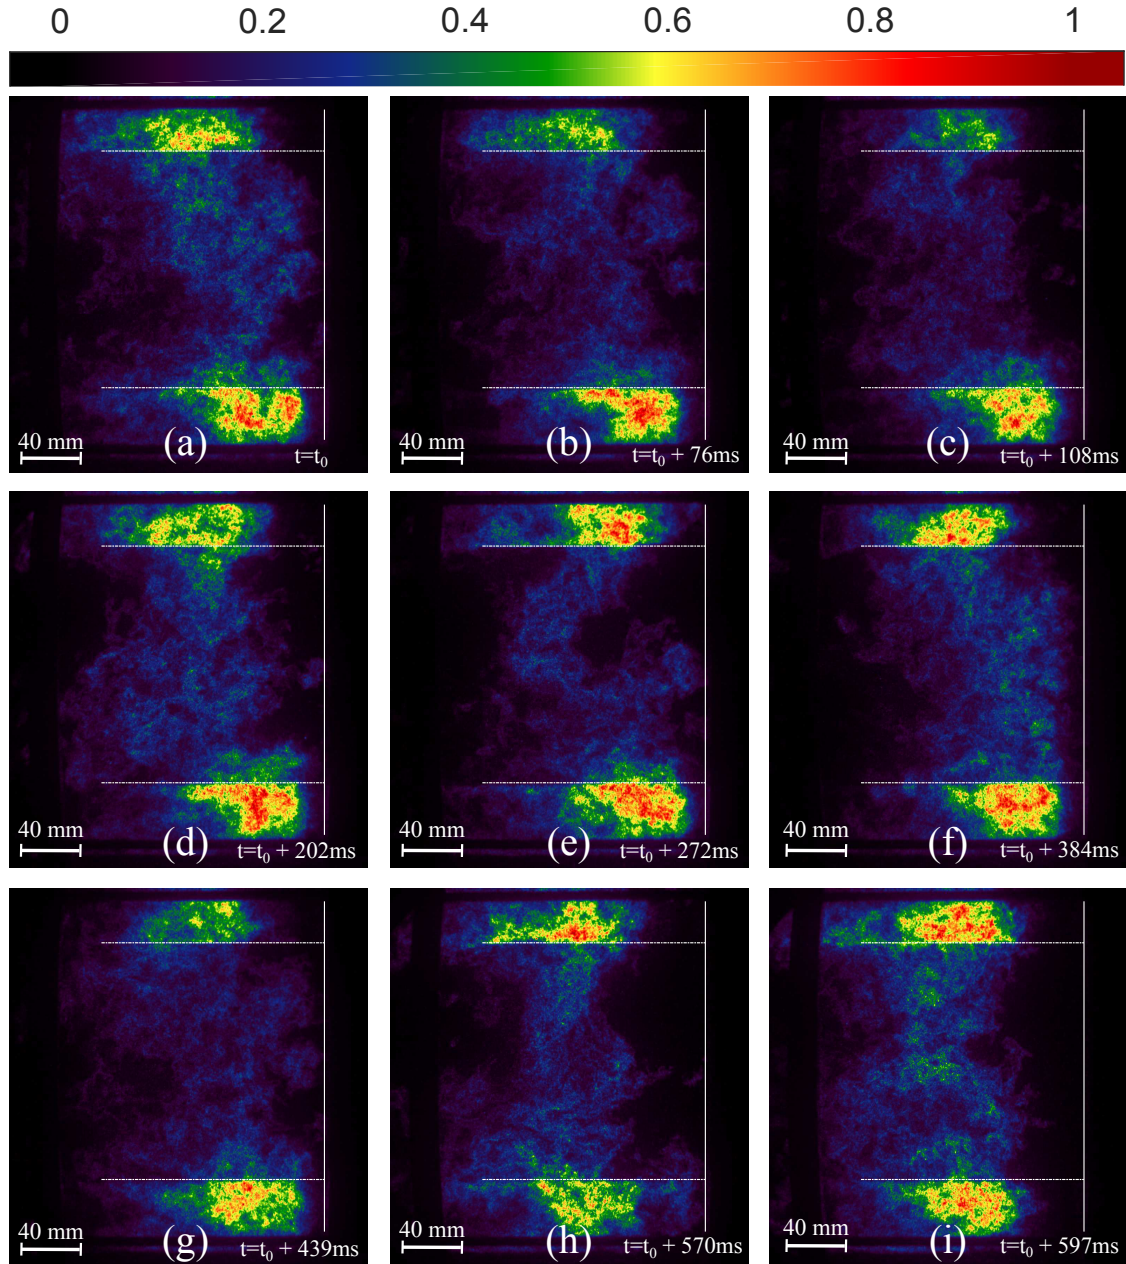 0 0.2 0.4 0.6 0.8 1
40 mm (a) t=t₀
40 mm (b) t=t₀ + 76ms
40 mm (c) t=t₀ + 108ms
40 mm (d) t=t₀ + 202ms
40 mm (e) t=t₀ + 272ms
40 mm (f) t=t₀ + 384ms
40 mm (g) t=t₀ + 439ms
40 mm (h) t=t₀ + 570ms
40 mm (i) t=t₀ + 597ms